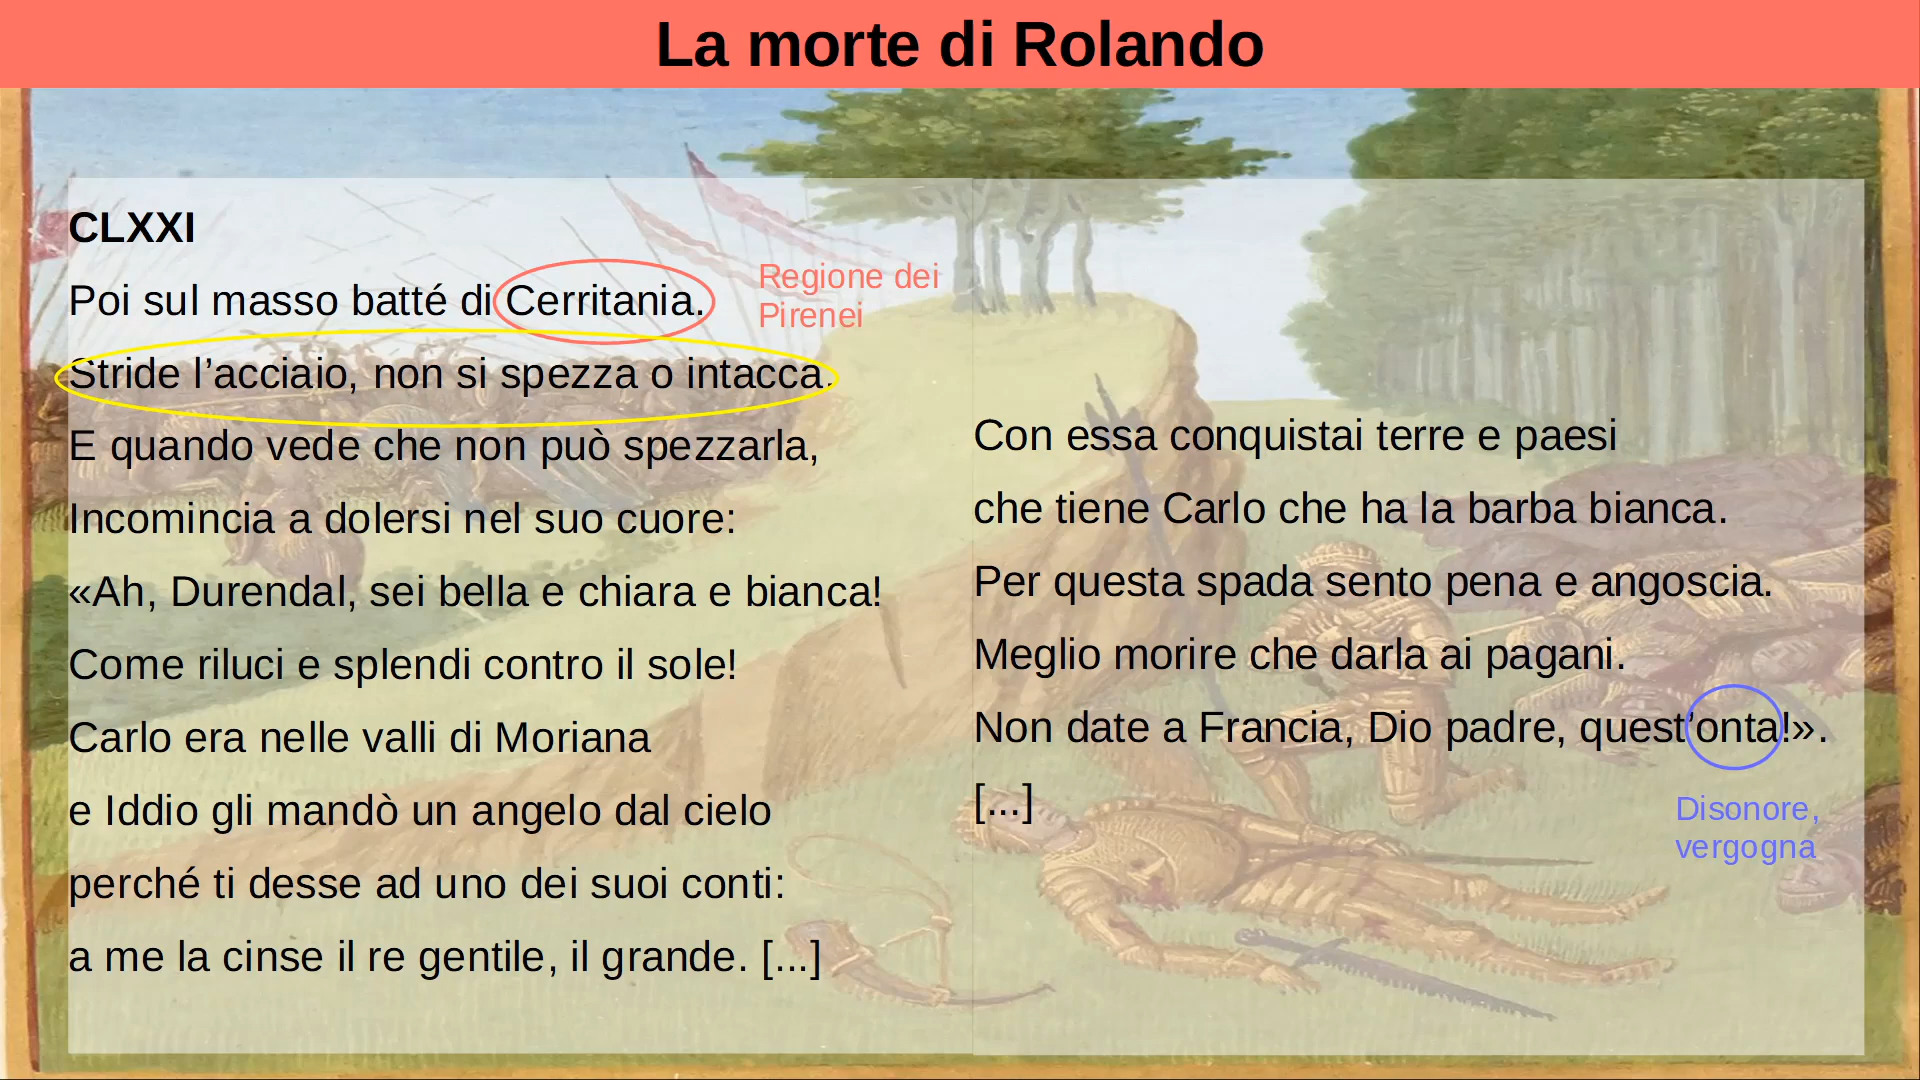 La morte di Rolando
CLXXI
Poi sul masso batté di Cerritania.
Regione dei
Pirenei
Stride l’acciaio, non si spezza o intacca.
E quando vede che non può spezzarla,
Incomincia a dolersi nel suo cuore:
«Ah, Durendal, sei bella e chiara e bianca!
Come riluci e splendi contro il sole!
Carlo era nelle valli di Moriana
e Iddio gli mandò un angelo dal cielo
perché ti desse ad uno dei suoi conti:
a me la cinse il re gentile, il grande. [...]
Con essa conquistai terre e paesi
che tiene Carlo che ha la barba bianca.
Per questa spada sento pena e angoscia.
Meglio morire che darla ai pagani.
Non date a Francia, Dio padre, quest’onta!».
[...]
Disonore,
vergogna